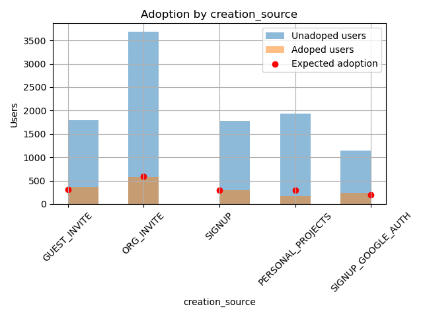 Adoption by creation_source
Unadoped users
Adoped users
Expected adoption
Users
3500
3000
2500
2000
1500
1000
500
0
GUEST_INVITE
ORG_INVITE
SIGNUP
PERSONAL_PROJECTS
SIGNUP_GOOGLE_AUTH
creation_source